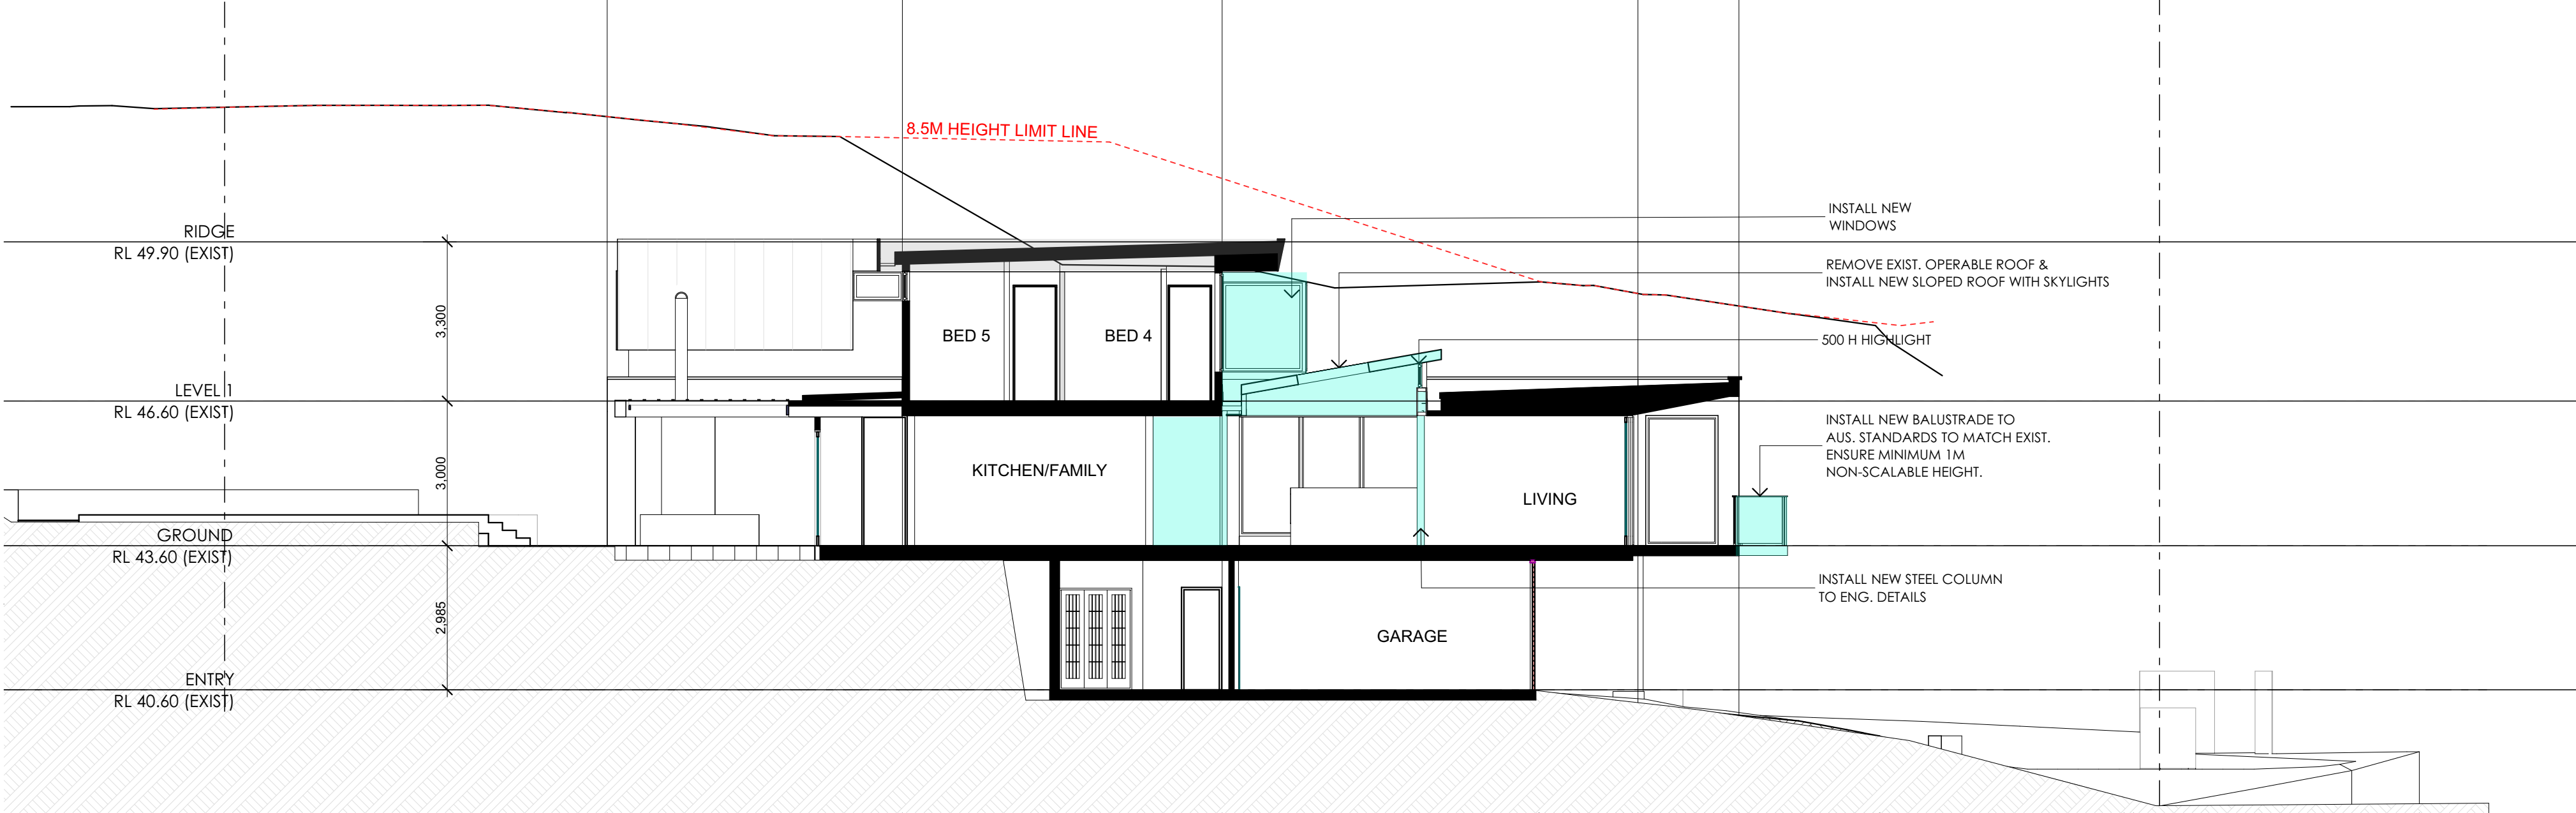 8.5M HEIGHT LIMIT LINE
RIDGE
RL 49.90 (EXIST)
3,300
LEVEL 1
RL 46.60 (EXIST)
3,000
GROUND
RL 43.60 (EXIST)
2,985
ENTRY
RL 40.60 (EXIST)
BED 5
BED 4
KITCHEN/FAMILY
LIVING
GARAGE
INSTALL NEW
WINDOWS
REMOVE EXIST. OPERABLE ROOF &
INSTALL NEW SLOPED ROOF WITH SKYLIGHTS
500 H HIGHLIGHT
INSTALL NEW BALUSTRADE TO
AUS. STANDARDS TO MATCH EXIST.
ENSURE MINIMUM 1M
NON-SCALABLE HEIGHT.
INSTALL NEW STEEL COLUMN
TO ENG. DETAILS